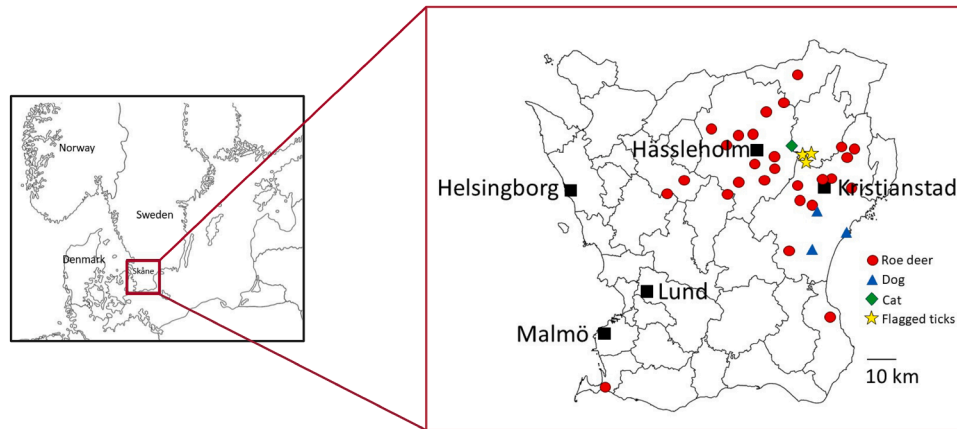 Norway
Sweden
Denmark
Skåne
Hässleholm
Helsingborg
Kristianstad
Lund
Malmö
Roe deer
Dog
Cat
Flagged ticks
10 km